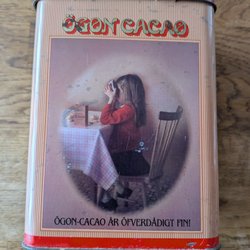 ÖGON CACAO
ÖGON-CACAO ÄR ÖFVERDÅDIGT FIN!